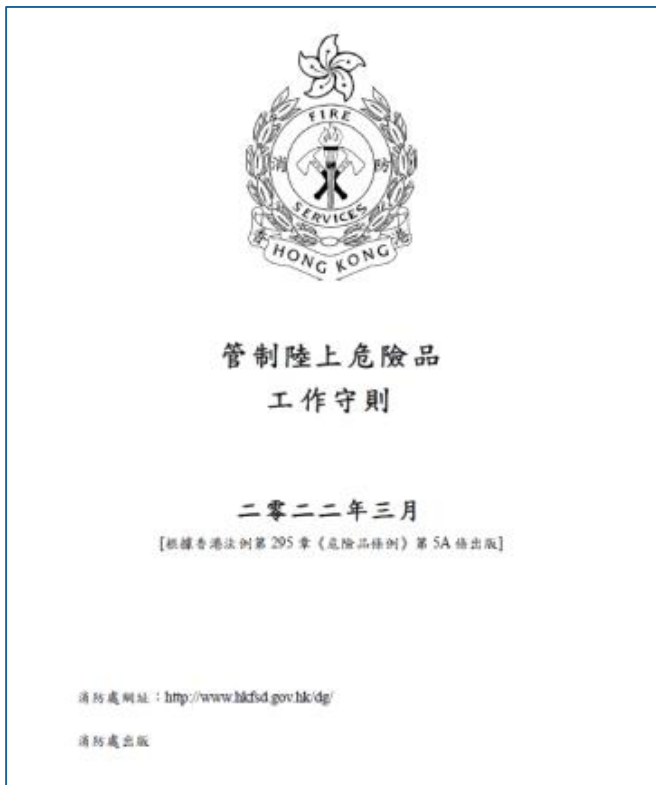 FIRE
消 防
SERVICES
香 HONG KONG 港
管制陸上危險品
工作守則
二零二二年三月
[根據香港法例第 295 章《危險品條例》第 5A 條出版]
消防處網址：http://www.hkfsd.gov.hk/dg/
消防處出版